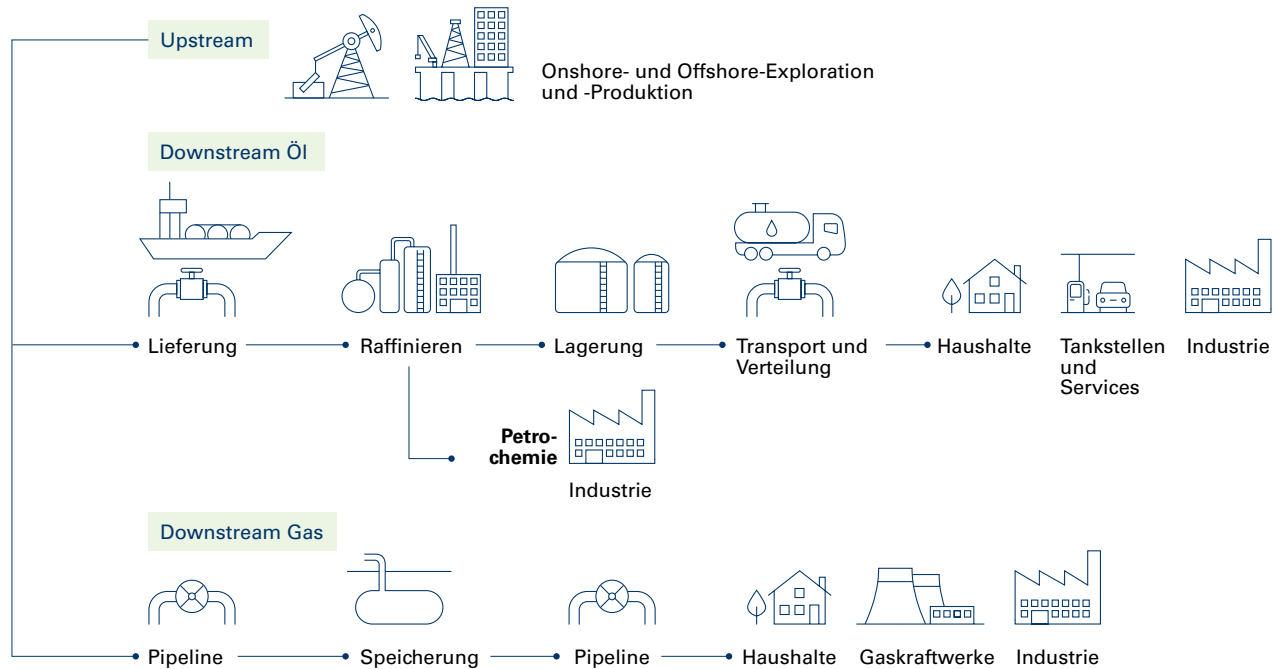 Upstream
Onshore- und Offshore-Exploration
und -Produktion
Downstream Öl
Lieferung
Raffinieren
Lagerung
Transport und
Verteilung
Haushalte
Tankstellen
und
Services
Industrie
Petro-
chemie
Industrie
Downstream Gas
Pipeline
Speicherung
Pipeline
Haushalte
Gaskraftwerke
Industrie